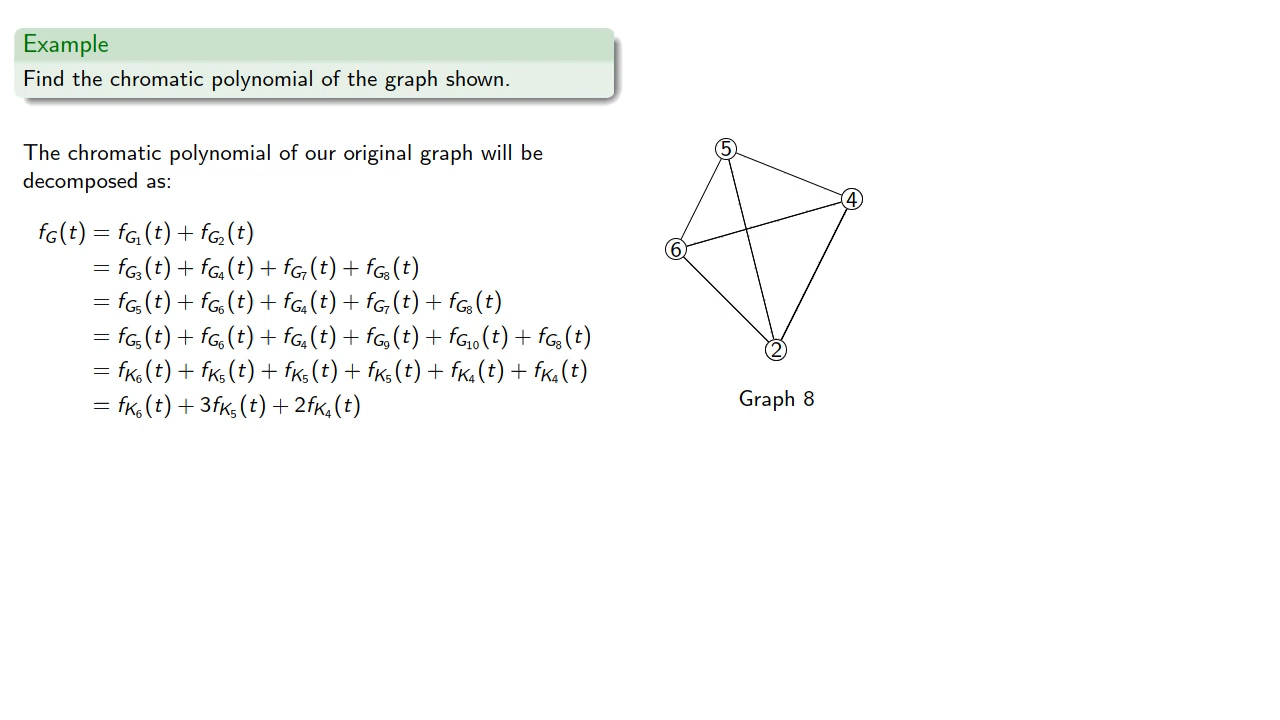 Example
Find the chromatic polynomial of the graph shown.
The chromatic polynomial of our original graph will be
decomposed as:
f_G(t) = f_{G_1}(t) + f_{G_2}(t)
= f_{G_3}(t) + f_{G_4}(t) + f_{G_7}(t) + f_{G_8}(t)
= f_{G_5}(t) + f_{G_6}(t) + f_{G_4}(t) + f_{G_7}(t) + f_{G_8}(t)
= f_{G_5}(t) + f_{G_6}(t) + f_{G_4}(t) + f_{G_9}(t) + f_{G_{10}}(t) + f_{G_8}(t)
= f_{K_6}(t) + f_{K_5}(t) + f_{K_5}(t) + f_{K_5}(t) + f_{K_4}(t) + f_{K_4}(t)
= f_{K_6}(t) + 3f_{K_5}(t) + 2f_{K_4}(t)
5
4
6
2
Graph 8